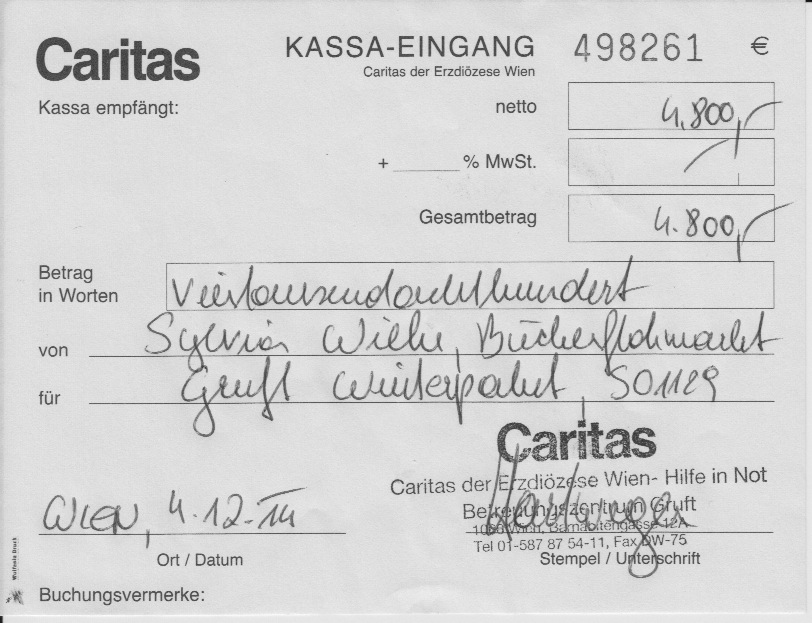 Caritas
KASSA-EINGANG 498261 €
Caritas der Erzdiözese Wien
Kassa empfängt:
netto 4.800,–
+ ______ % MwSt. –
Gesamtbetrag 4.800,–
Betrag in Worten
Viertausendachthundert
von Sylvia Wilke, Bücherflohmarkt
für Gruft Winterpaket, S01129
Caritas
Caritas der Erzdiözese Wien- Hilfe in Not
Betreuungszentrum Gruft
1060 Wien, Barnabitengasse 12A
Tel 01-587 87 54-11, Fax DW-75
WIEN, 4.12.14
Ort / Datum
Stempel / Unterschrift
Buchungsvermerke: